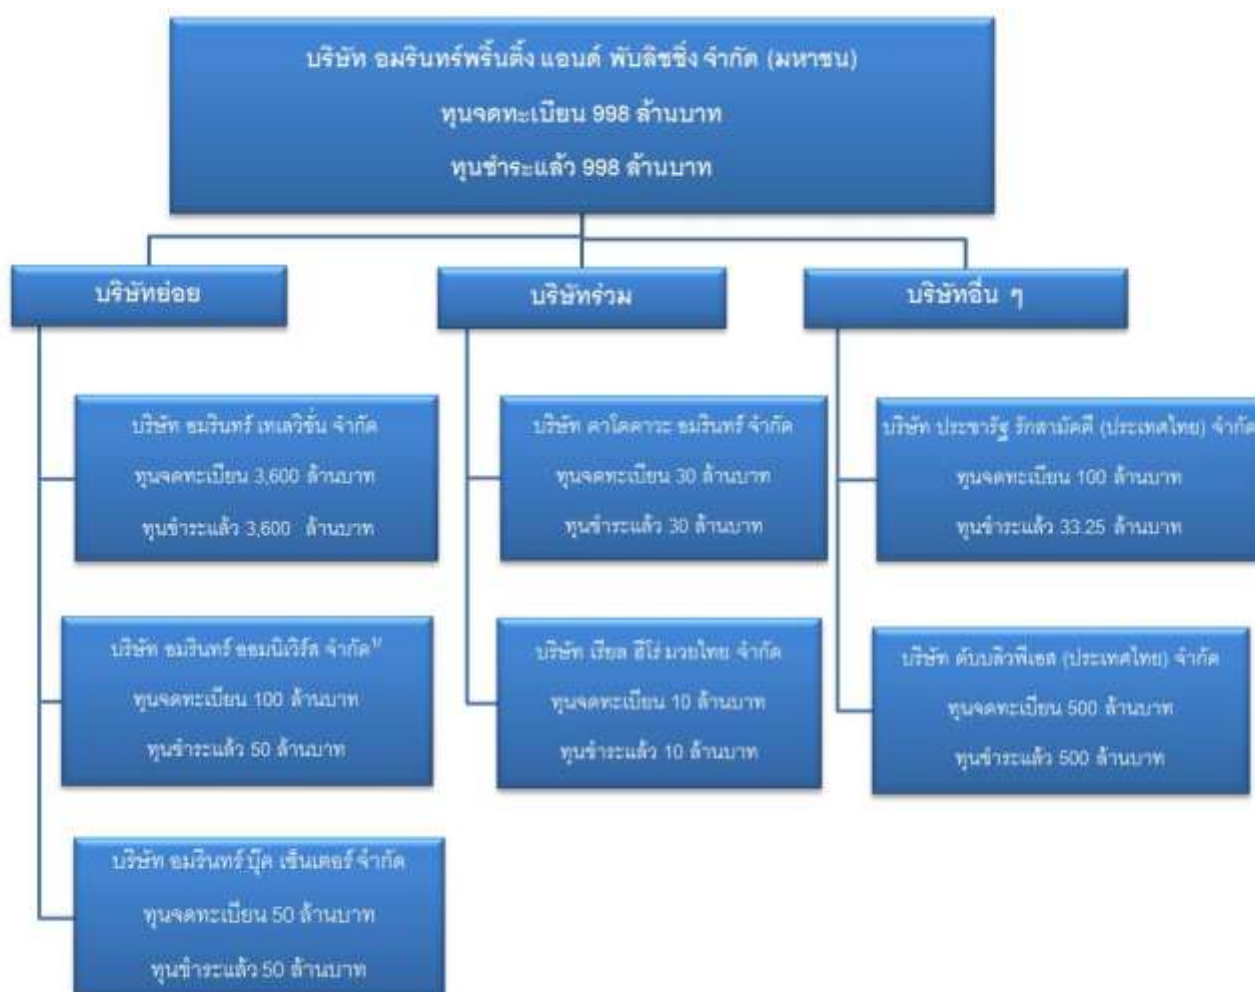 บริษัท อมรินทร์พริ้นติ้ง แอนด์ พับลิชชิ่ง จำกัด (มหาชน)
ทุนจดทะเบียน 998 ล้านบาท
ทุนชำระแล้ว 998 ล้านบาท
บริษัทย่อย
บริษัท อมรินทร์ เทเลวิชั่น จำกัด
ทุนจดทะเบียน 3,600 ล้านบาท
ทุนชำระแล้ว 3,600 ล้านบาท
บริษัท อมรินทร์ ออมนิเวิร์ส จำกัด¹/
ทุนจดทะเบียน 100 ล้านบาท
ทุนชำระแล้ว 50 ล้านบาท
บริษัท อมรินทร์ บุ๊ค เซ็นเตอร์ จำกัด
ทุนจดทะเบียน 50 ล้านบาท
ทุนชำระแล้ว 50 ล้านบาท
บริษัทร่วม
บริษัท คาโดคาวะ อมรินทร์ จำกัด
ทุนจดทะเบียน 30 ล้านบาท
ทุนชำระแล้ว 30 ล้านบาท
บริษัท เรียล ฮีโร่ มวยไทย จำกัด
ทุนจดทะเบียน 10 ล้านบาท
ทุนชำระแล้ว 10 ล้านบาท
บริษัทอื่น ๆ
บริษัท ประชารัฐ รักสามัคคี (ประเทศไทย) จำกัด
ทุนจดทะเบียน 100 ล้านบาท
ทุนชำระแล้ว 33.25 ล้านบาท
บริษัท ดับบลิวพีเอส (ประเทศไทย) จำกัด
ทุนจดทะเบียน 500 ล้านบาท
ทุนชำระแล้ว 500 ล้านบาท